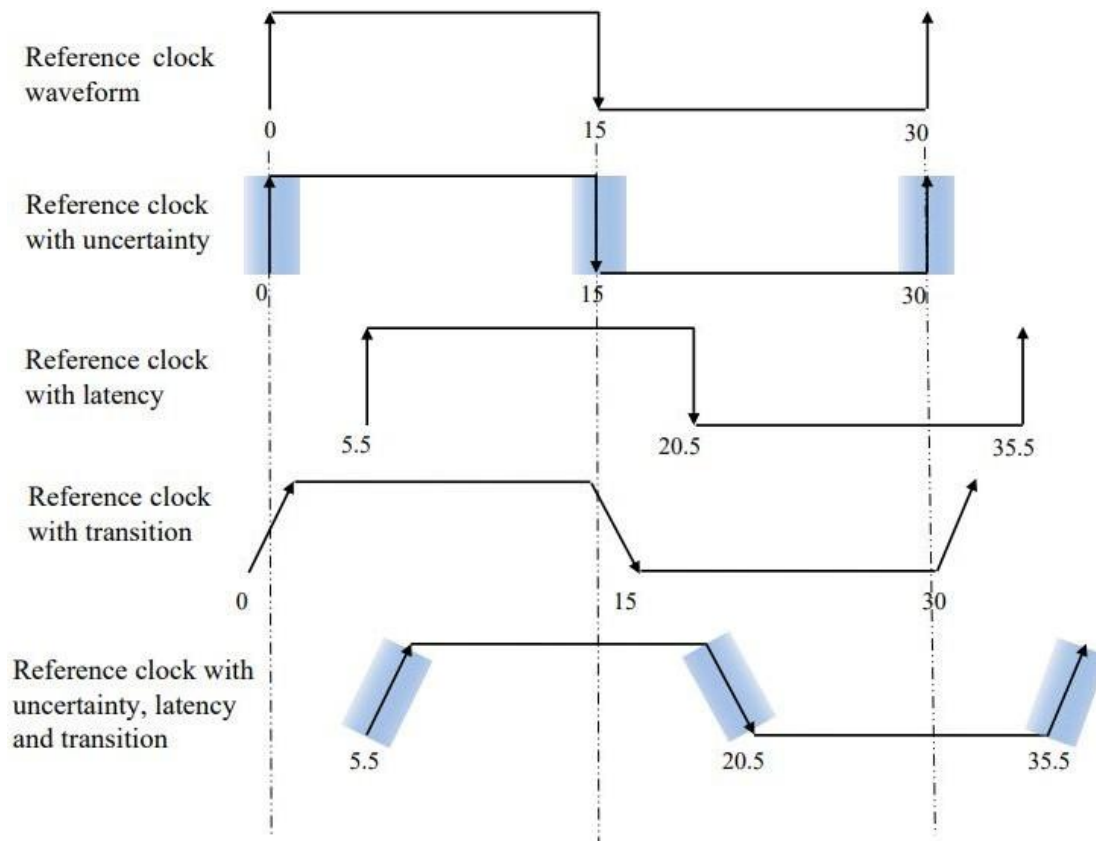 Reference clock
waveform
0 15 30
Reference clock
with uncertainty
0 15 30
Reference clock
with latency
5.5 20.5 35.5
Reference clock
with transition
0 15 30
Reference clock with
uncertainty, latency
and transition
5.5 20.5 35.5